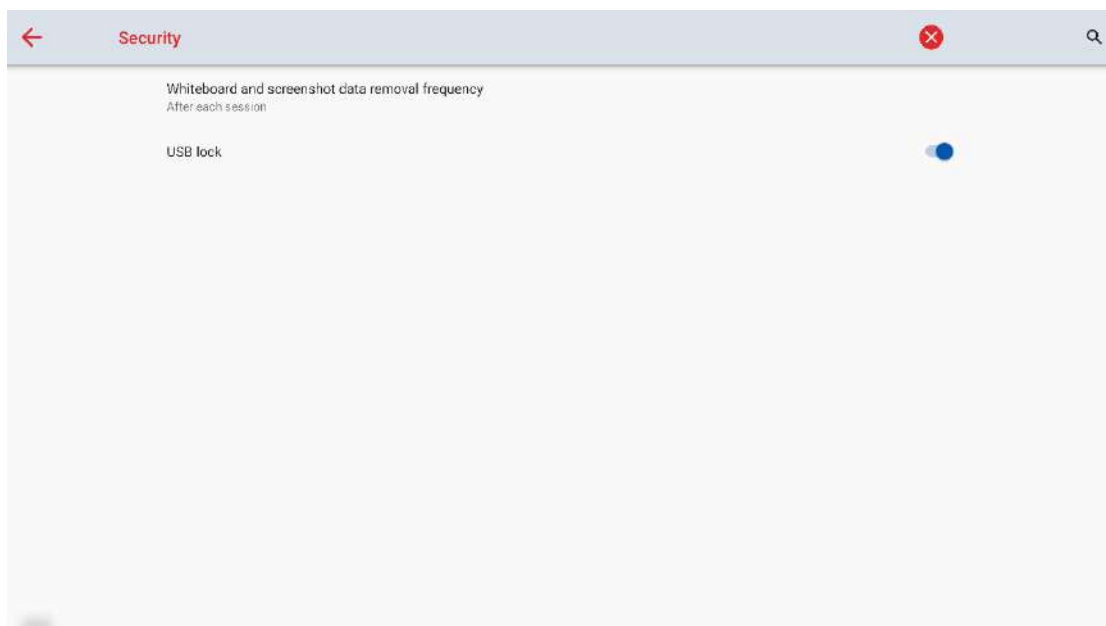 Security
Whiteboard and screenshot data removal frequency
After each session
USB lock